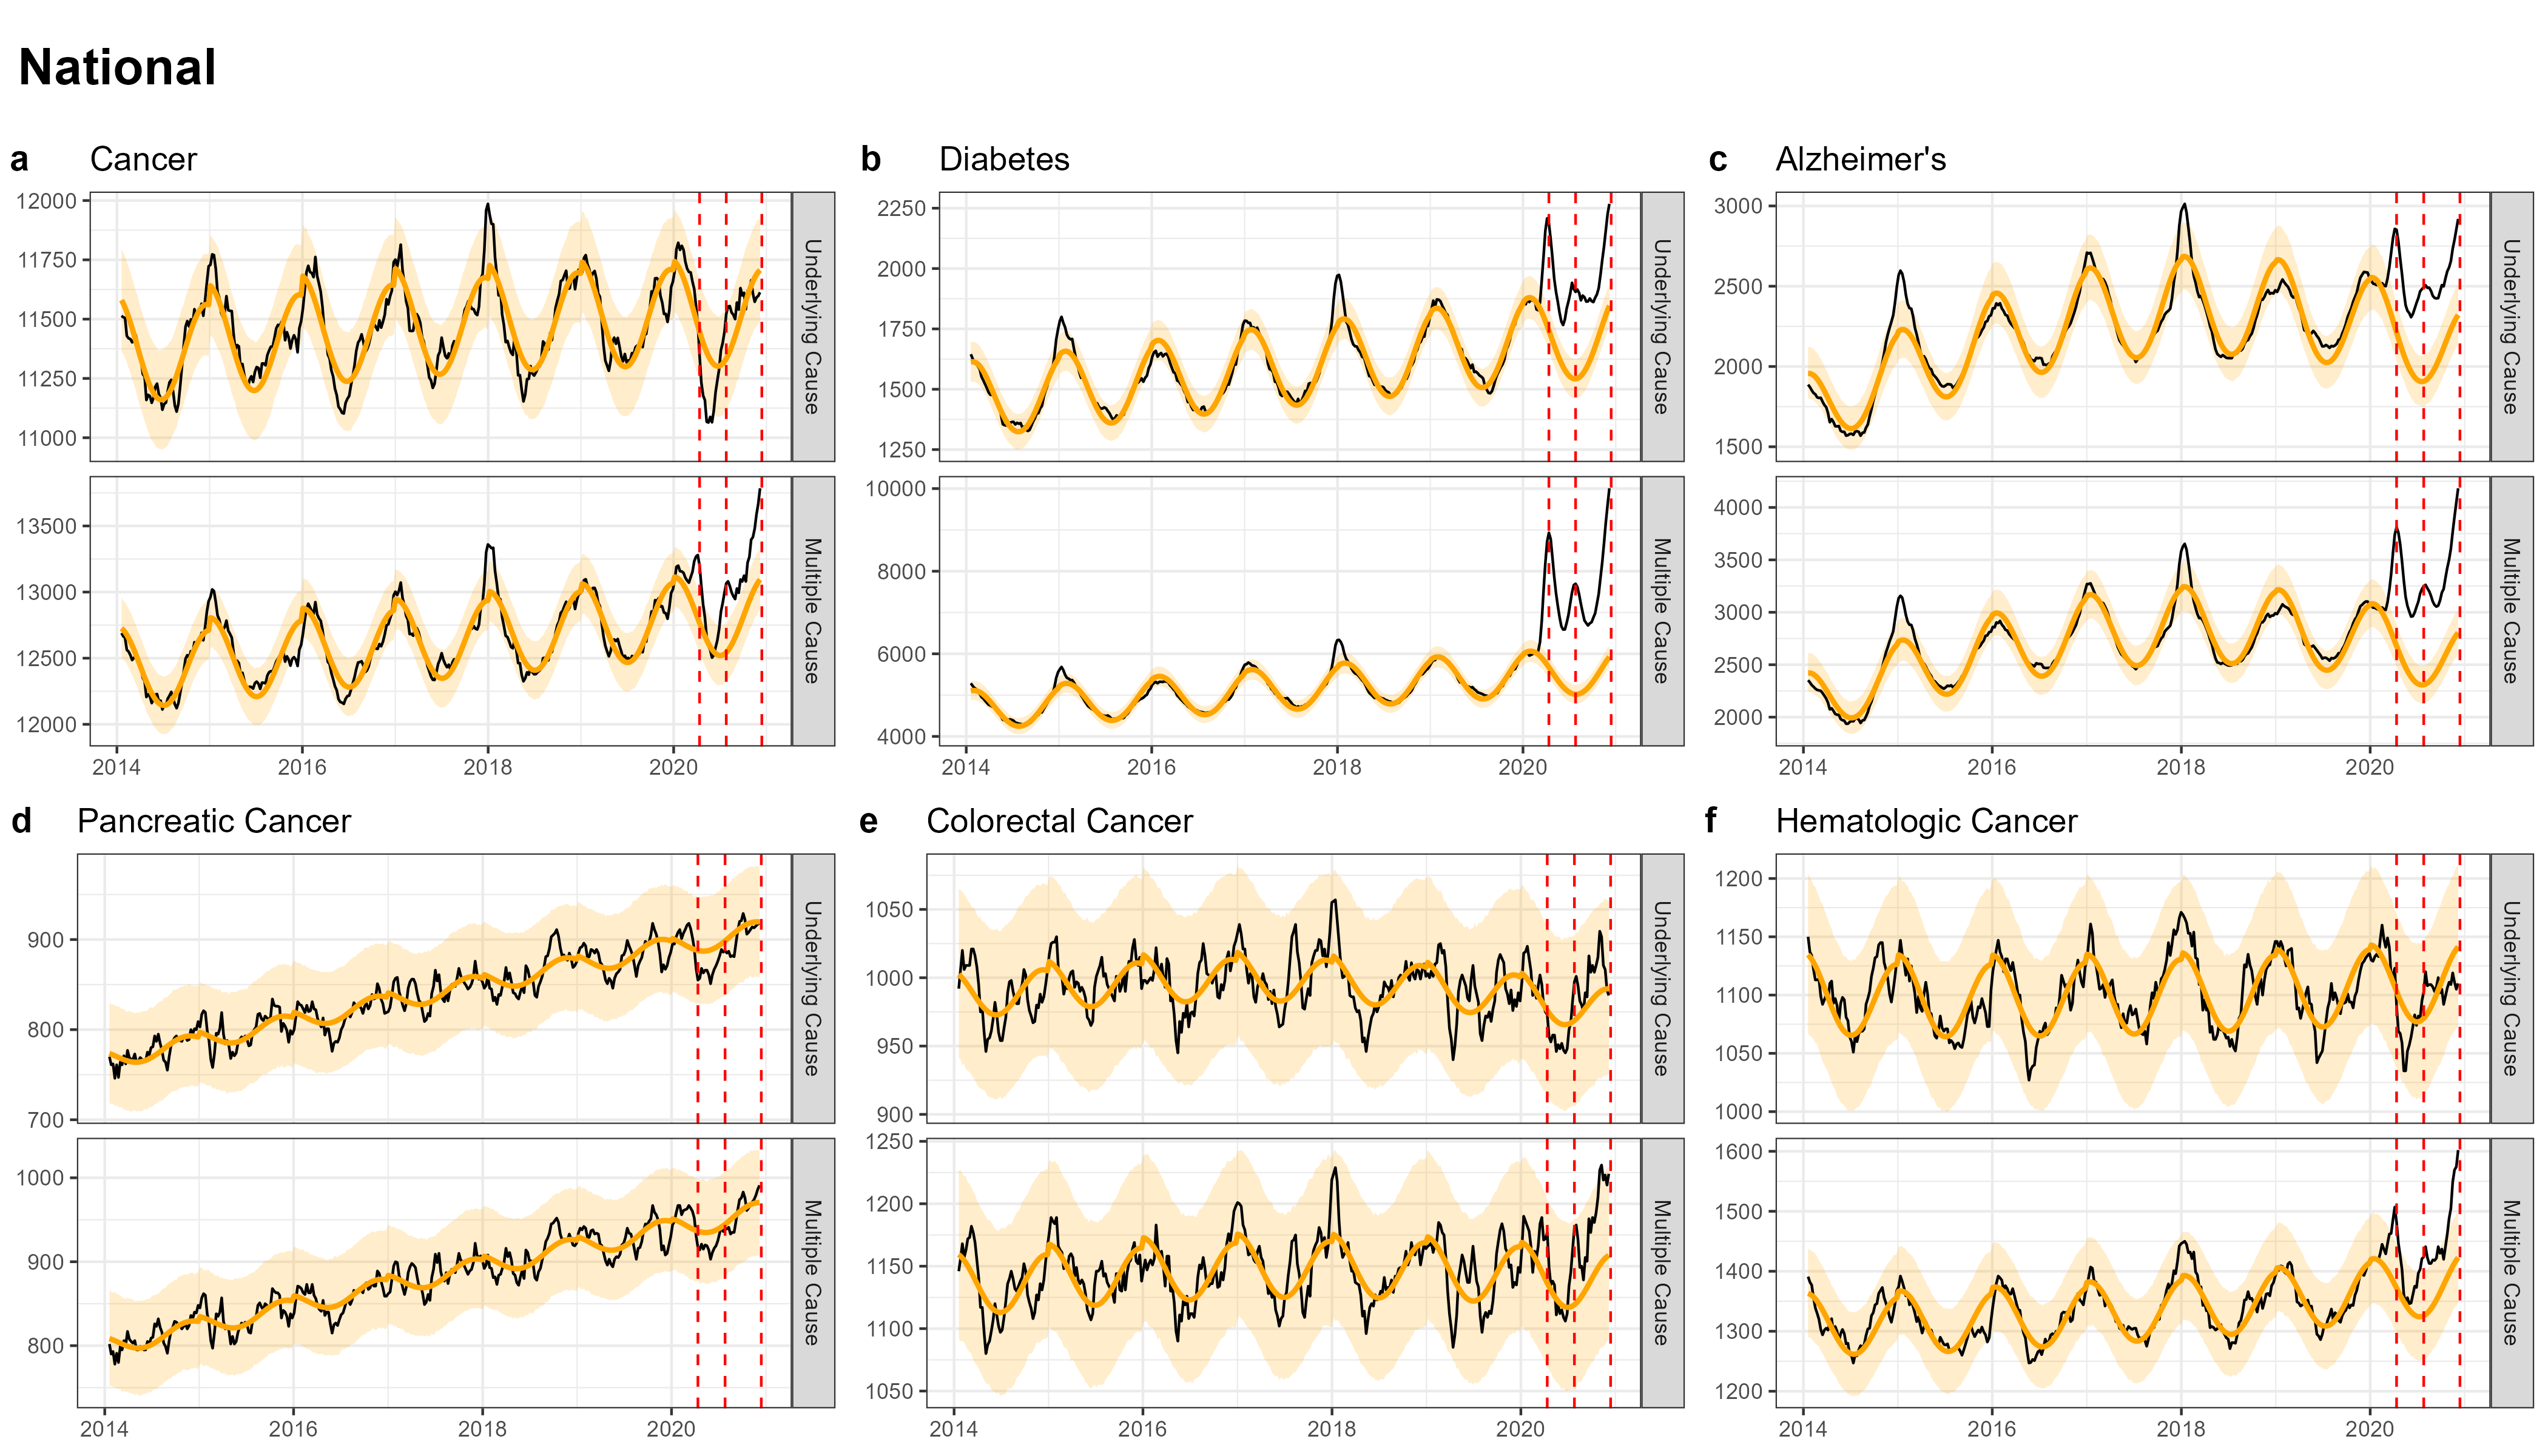 National
a Cancer
b Diabetes
c Alzheimer's
12000
11750
11500
11250
11000
Underlying Cause
2250
2000
1750
1500
1250
Underlying Cause
3000
2500
2000
1500
Underlying Cause
13500
13000
12500
12000
Multiple Cause
10000
8000
6000
4000
Multiple Cause
4000
3500
3000
2500
2000
Multiple Cause
2014 2016 2018 2020
2014 2016 2018 2020
2014 2016 2018 2020
d Pancreatic Cancer
e Colorectal Cancer
f Hematologic Cancer
900
800
700
Underlying Cause
1050
1000
950
900
Underlying Cause
1200
1150
1100
1050
1000
Underlying Cause
1000
900
800
Multiple Cause
1250
1200
1150
1100
1050
Multiple Cause
1600
1500
1400
1300
1200
Multiple Cause
2014 2016 2018 2020
2014 2016 2018 2020
2014 2016 2018 2020